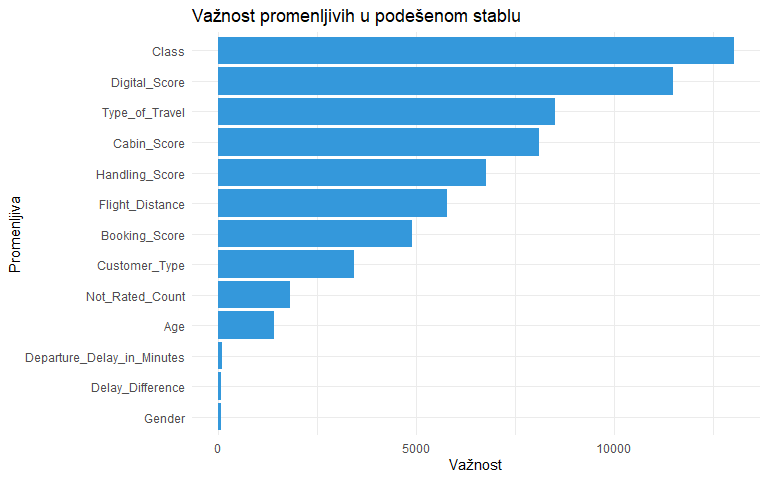 Važnost promenljivih u podešenom stablu
Class
Digital_Score
Type_of_Travel
Cabin_Score
Handling_Score
Flight_Distance
Booking_Score
Customer_Type
Not_Rated_Count
Age
Departure_Delay_in_Minutes
Delay_Difference
Gender
Promenljiva
0 5000 10000
Važnost